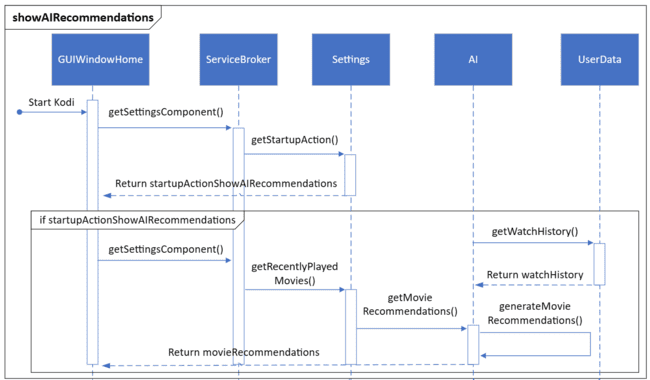 showAIRecommendations
GUIWindowHome
ServiceBroker
Settings
AI
UserData
Start Kodi
getSettingsComponent()
getStartupAction()
Return startupActionShowAIRecommendations
if startupActionShowAIRecommendations
getWatchHistory()
getSettingsComponent()
getRecentlyPlayed
Movies()
Return watchHistory
getMovie
Recommendations()
generateMovie
Recommendations()
Return movieRecommendations